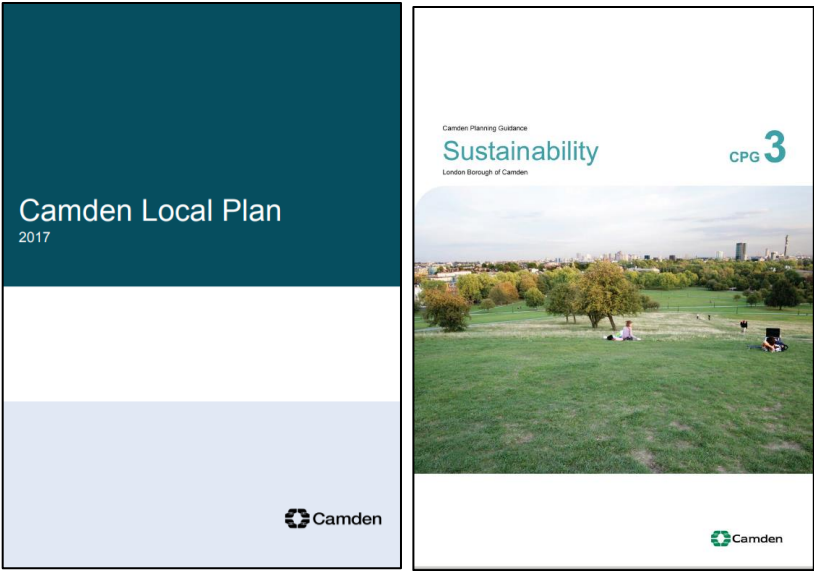 Camden Local Plan
2017
Camden
Camden Planning Guidance
Sustainability
CPG 3
London Borough of Camden
Camden